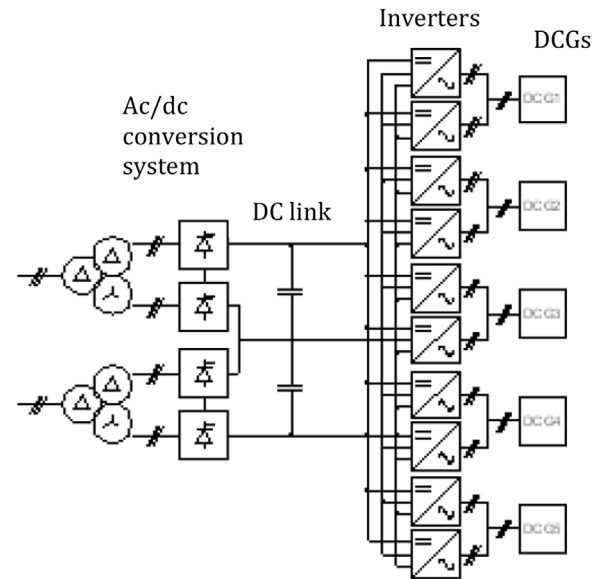 Inverters
DCGs
Ac/dc
conversion
system
DC link
DCG1
DCG2
DCG3
DCG4
DCG5